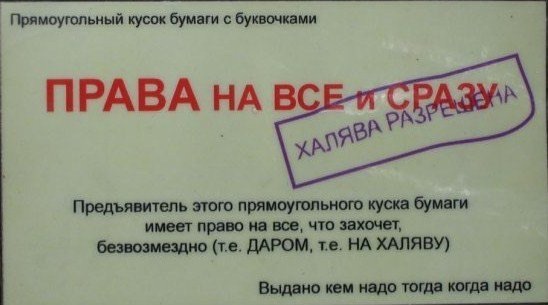 Прямоугольный кусок бумаги с буквочками
ПРАВА НА ВСЕ и СРАЗУ
ХАЛЯВА РАЗРЕШЕНА
Предъявитель этого прямоугольного куска бумаги
имеет право на все, что захочет,
безвозмездно (т.е. ДАРОМ, т.е. НА ХАЛЯВУ)
Выдано кем надо тогда когда надо